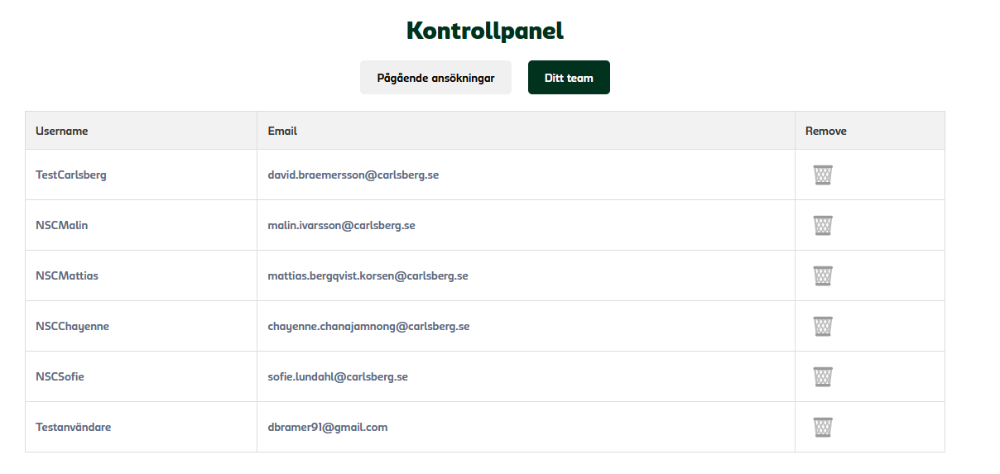 Kontrollpanel
Pågående ansökningar Ditt team
Username Email Remove
TestCarlsberg david.braemersson@carlsberg.se
NSCMalin malin.ivarsson@carlsberg.se
NSCMattias mattias.bergqvist.korsen@carlsberg.se
NSCChayenne chayenne.chanajamnong@carlsberg.se
NSCSofie sofie.lundahl@carlsberg.se
Testanvändare dbramer91@gmail.com